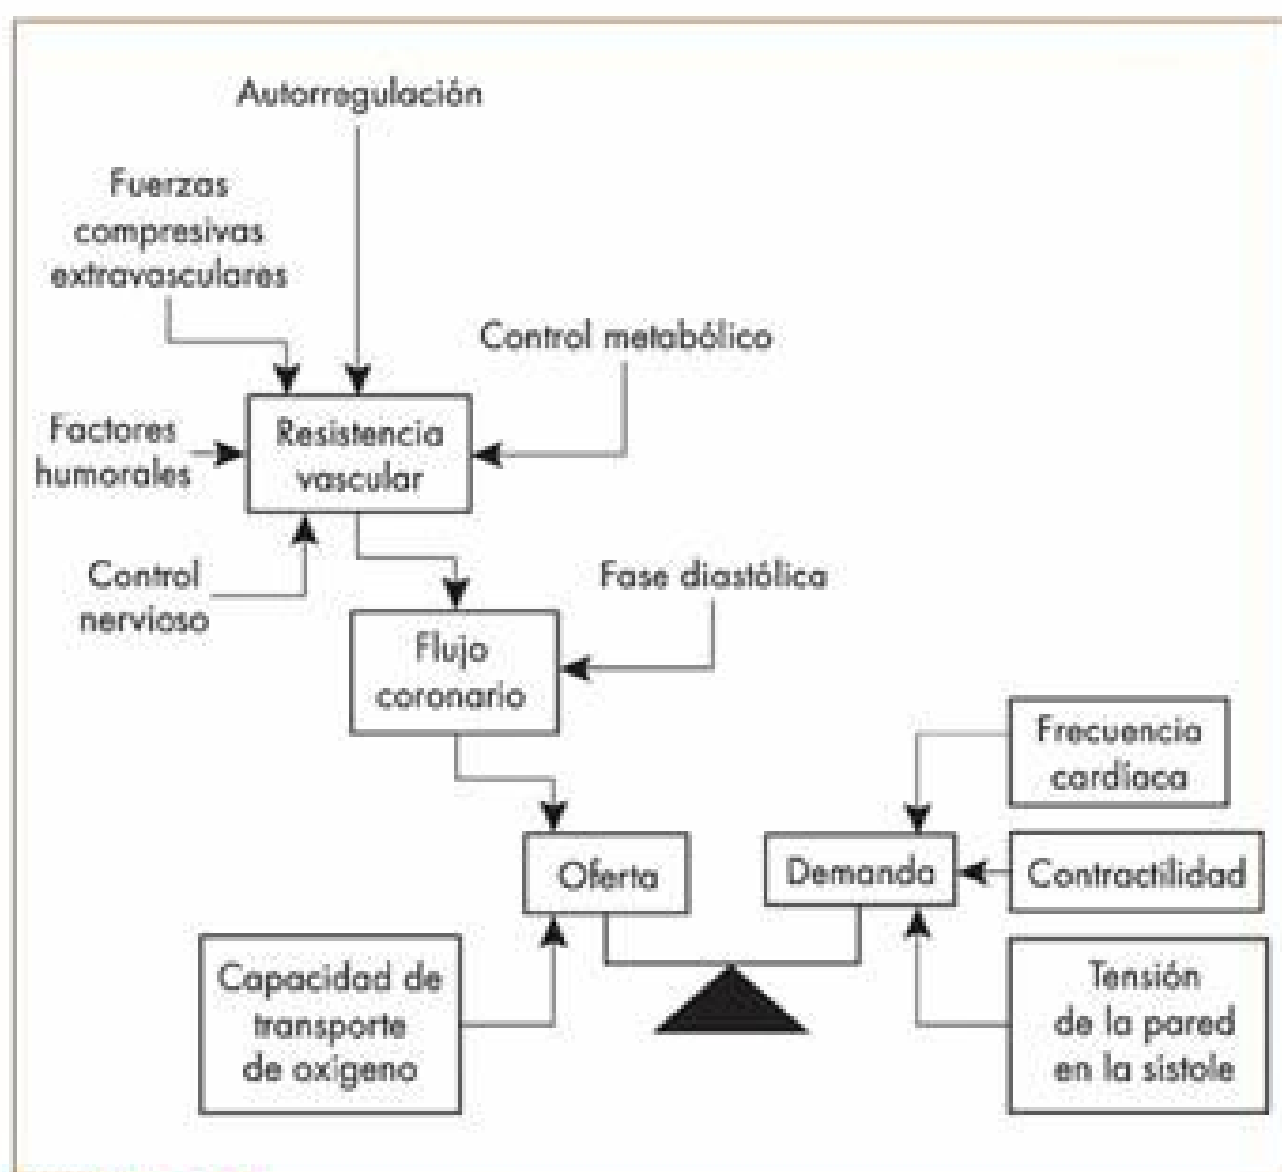 Autorregulación
Fuerzas
compresivas
extravasculares
Control metabólico
Factores
humorales
Resistencia
vascular
Control
nervioso
Fase diastólica
Flujo
coronario
Frecuencia
cardíaca
Oferta
Demanda
Contractilidad
Capacidad de
transporte
de oxígeno
Tensión
de la pared
en la sístole